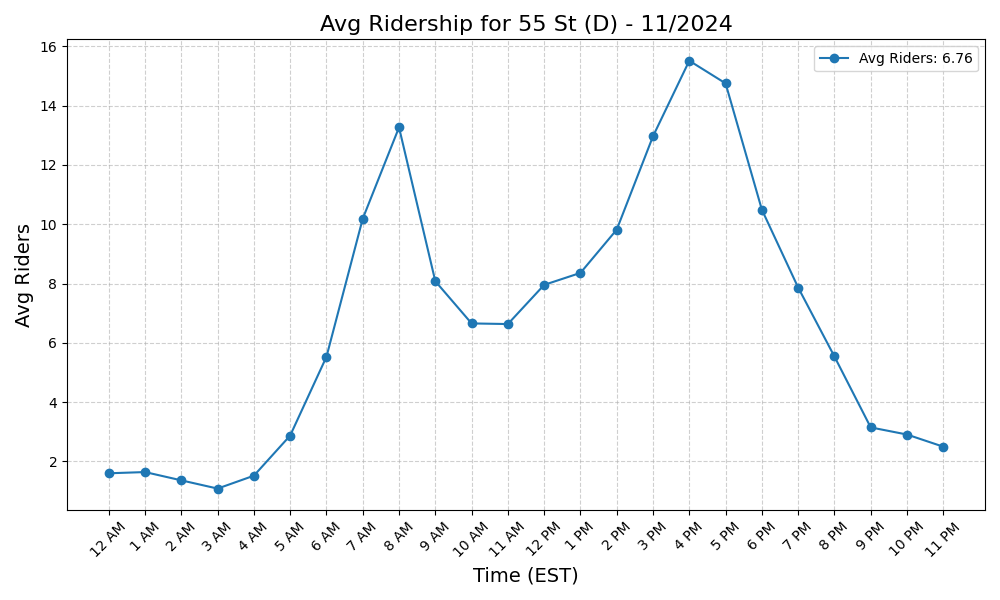 Avg Ridership for 55 St (D) - 11/2024
Avg Riders: 6.76
Avg Riders
16
14
12
10
8
6
4
2
12 AM
1 AM
2 AM
3 AM
4 AM
5 AM
6 AM
7 AM
8 AM
9 AM
10 AM
11 AM
12 PM
1 PM
2 PM
3 PM
4 PM
5 PM
6 PM
7 PM
8 PM
9 PM
10 PM
11 PM
Time (EST)